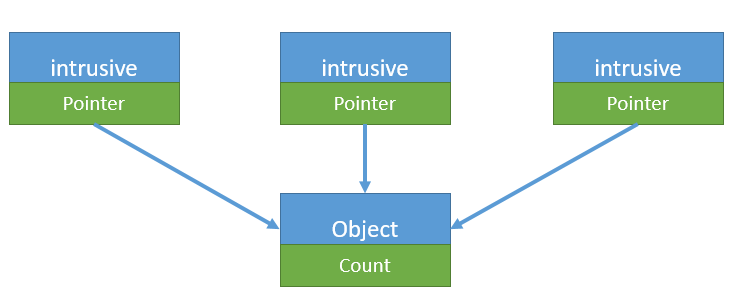 intrusive
Pointer
intrusive
Pointer
intrusive
Pointer
Object
Count